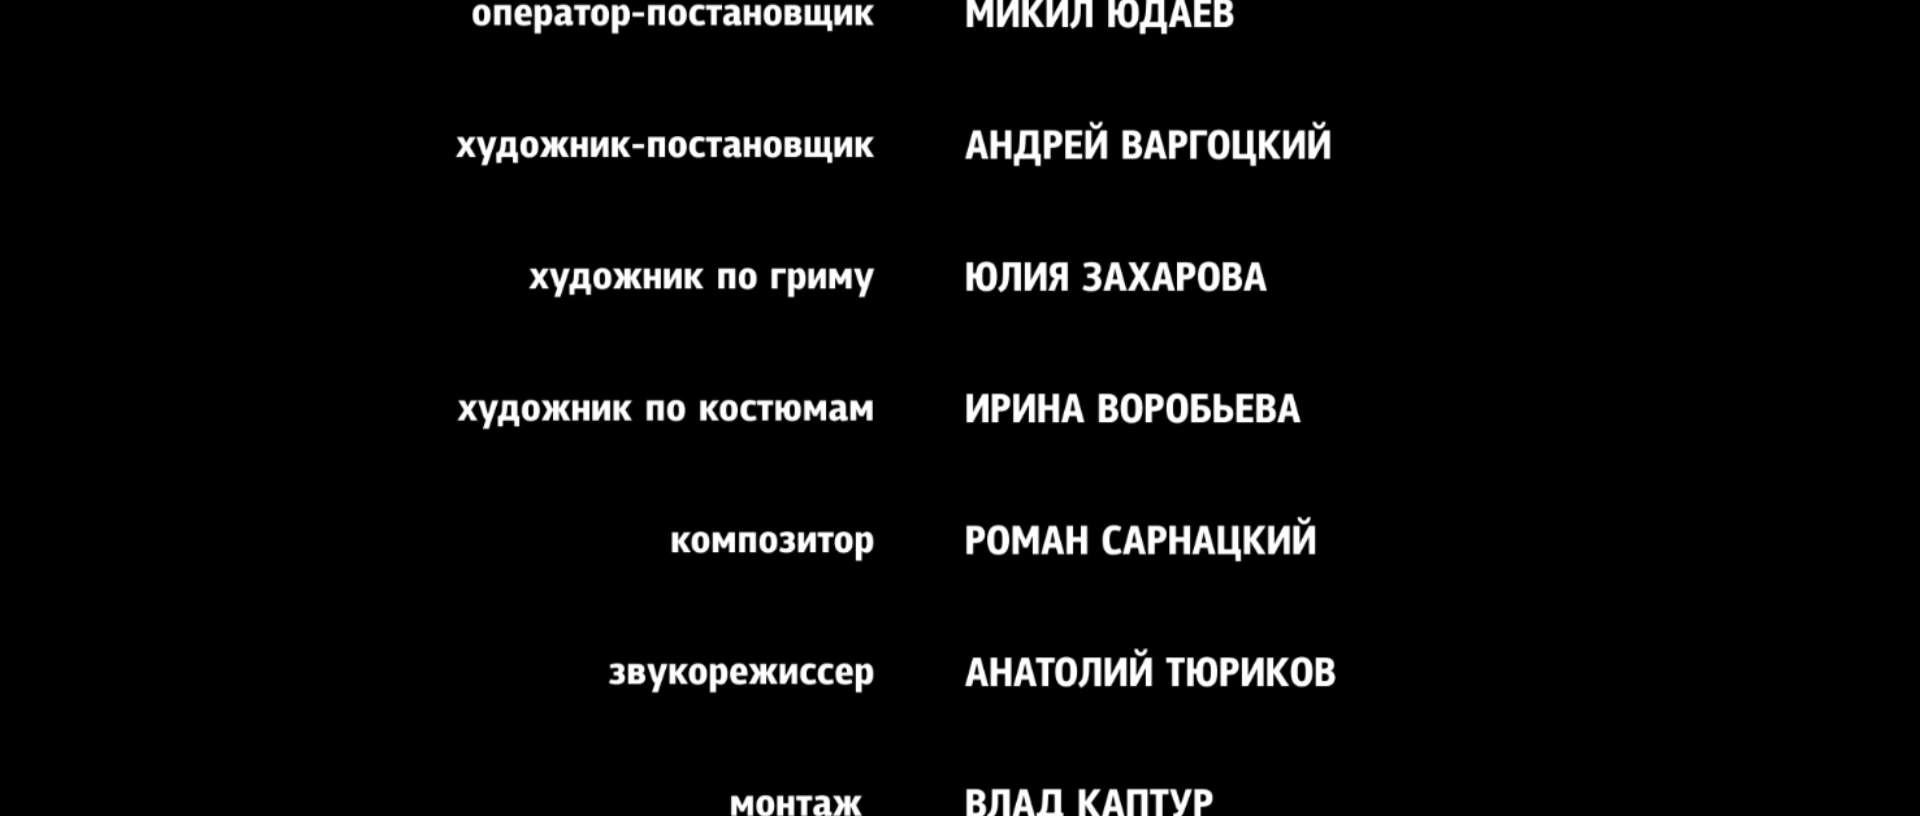 оператор-постановщик МИКИЛ ЮДАЕВ
художник-постановщик АНДРЕЙ ВАРГОЦКИЙ
художник по гриму ЮЛИЯ ЗАХАРОВА
художник по костюмам ИРИНА ВОРОБЬЕВА
композитор РОМАН САРНАЦКИЙ
звукорежиссер АНАТОЛИЙ ТЮРИКОВ
монтаж ВЛАД КАПТУР